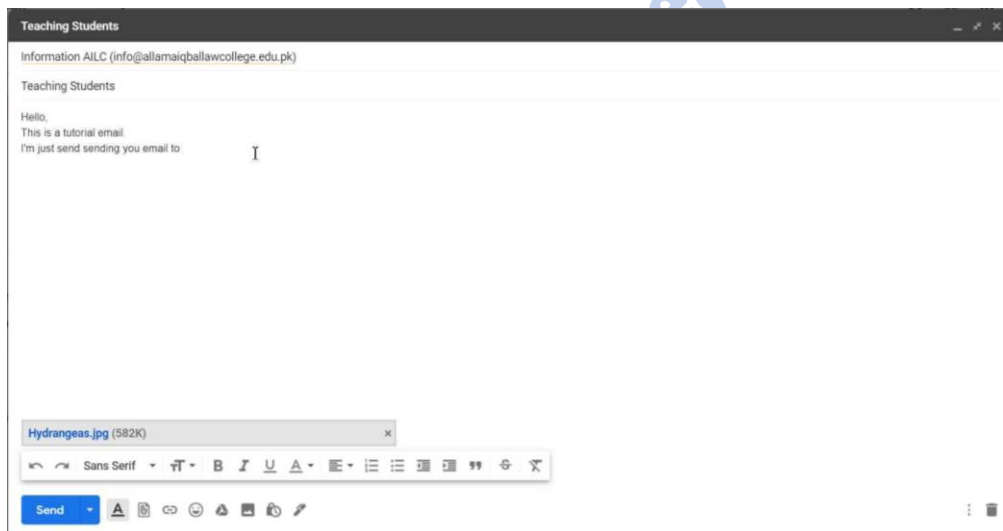 Teaching Students
Information AILC (info@allamaiqballawcollege.edu.pk)
Teaching Students
Hello,
This is a tutorial email
I'm just send sending you email to
Hydrangeas.jpg (582K)
Sans Serif
Send